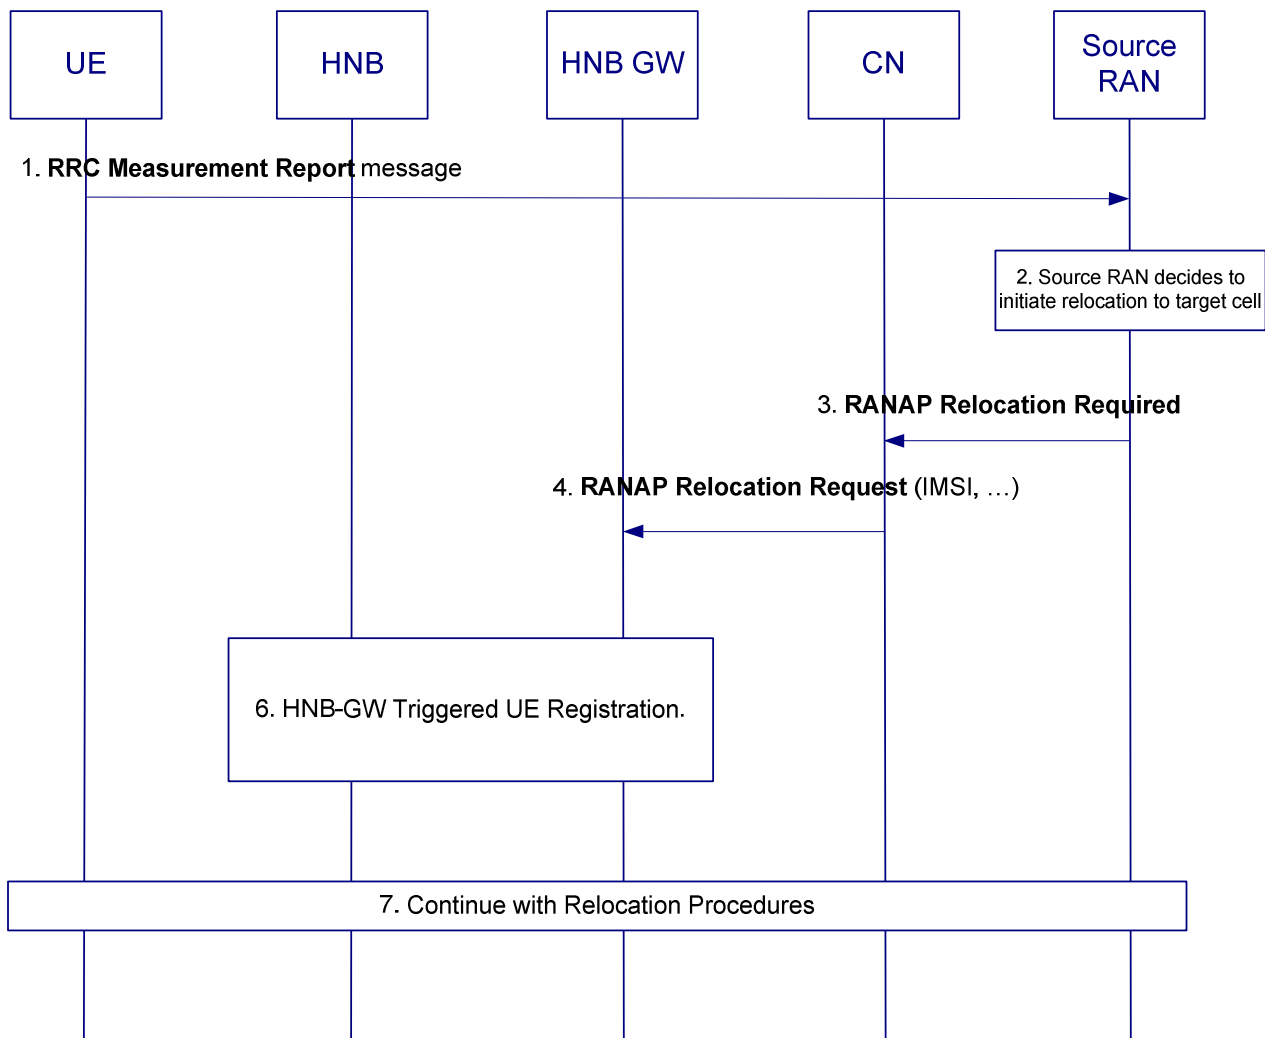 UE
HNB
HNB GW
CN
Source
RAN
1. RRC Measurement Report message
2. Source RAN decides to
initiate relocation to target cell
3. RANAP Relocation Required
4. RANAP Relocation Request (IMSI, …)
6. HNB-GW Triggered UE Registration.
7. Continue with Relocation Procedures